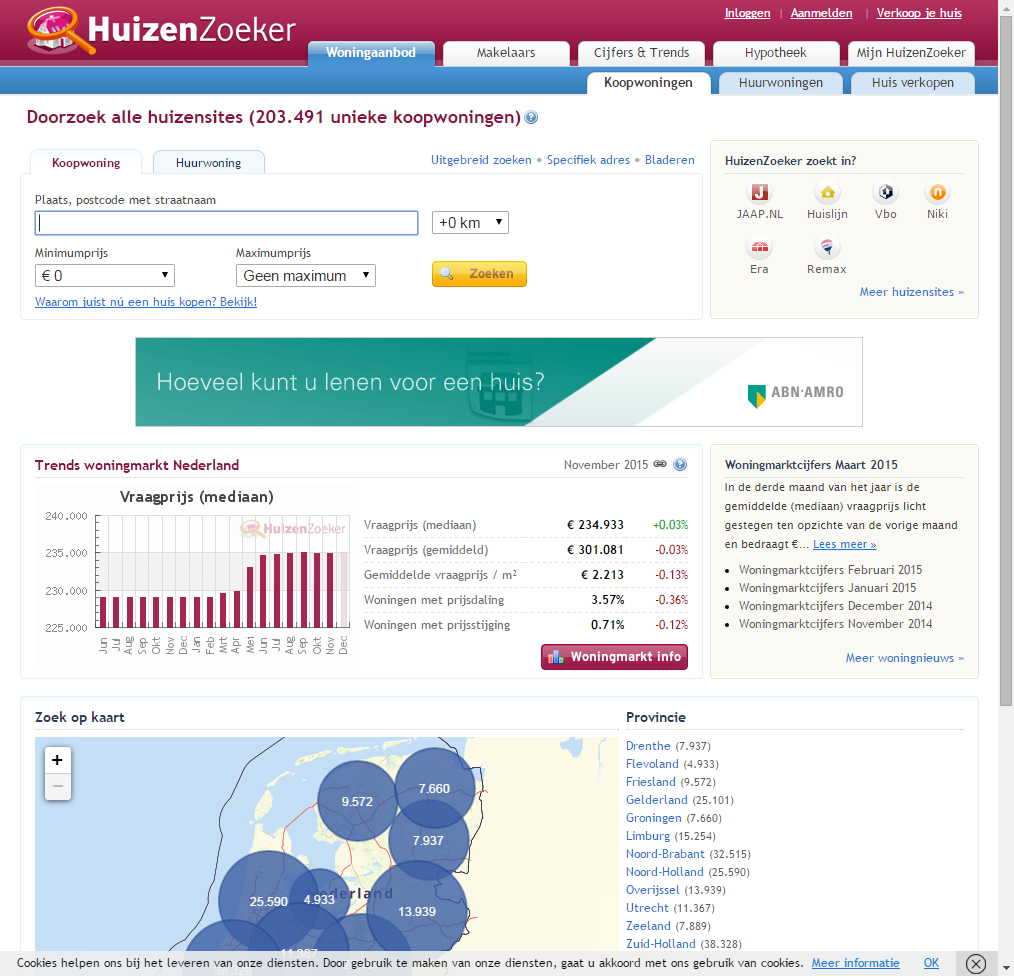 Inloggen | Aanmelden | Verkoop je huis
HuizenZoeker
Woningaanbod Makelaars Cijfers & Trends Hypotheek Mijn HuizenZoeker
Koopwoningen Huurwoningen Huis verkopen
Doorzoek alle huizensites (203.491 unieke koopwoningen) ?
Koopwoning Huurwoning
Uitgebreid zoeken • Specifiek adres • Bladeren
Plaats, postcode met straatnaam
+0 km
Minimumprijs Maximumprijs
€ 0 Geen maximum Zoeken
Waarom juist nú een huis kopen? Bekijk!
HuizenZoeker zoekt in?
JAAP.NL Huislijn Vbo Niki
Era Remax
Meer huizensites »
Hoeveel kunt u lenen voor een huis?
ABN·AMRO
Trends woningmarkt Nederland
November 2015 ?
Vraagprijs (mediaan)
HuizenZoeker
240.000
235.000
230.000
225.000
Jun Jul Aug Sep Okt Nov Dec Jan Feb Mrt Apr Mei Jun Jul Aug Sep Okt Nov Dec
Vraagprijs (mediaan) € 234.933 +0.03%
Vraagprijs (gemiddeld) € 301.081 -0.03%
Gemiddelde vraagprijs / m² € 2.213 -0.13%
Woningen met prijsdaling 3.57% -0.36%
Woningen met prijsstijging 0.71% -0.12%
Woningmarkt info
Woningmarktcijfers Maart 2015
In de derde maand van het jaar is de
gemiddelde (mediaan) vraagprijs licht
gestegen ten opzichte van de vorige maand
en bedraagt €... Lees meer »
Woningmarktcijfers Februari 2015
Woningmarktcijfers Januari 2015
Woningmarktcijfers December 2014
Woningmarktcijfers November 2014
Meer woningnieuws »
Zoek op kaart
+
−
9.572
7.660
7.937
25.590
4.933
13.939
Provincie
Drenthe (7.937)
Flevoland (4.933)
Friesland (9.572)
Gelderland (25.101)
Groningen (7.660)
Limburg (15.254)
Noord-Brabant (32.515)
Noord-Holland (25.590)
Overijssel (13.939)
Utrecht (11.367)
Zeeland (7.889)
Zuid-Holland (38.328)
Cookies helpen ons bij het leveren van onze diensten. Door gebruik te maken van onze diensten, gaat u akkoord met ons gebruik van cookies. Meer informatie OK